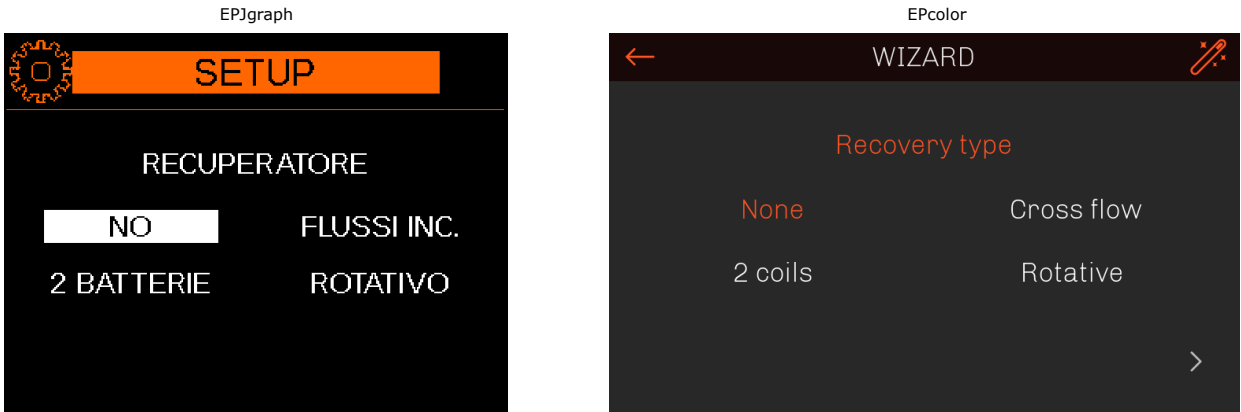 EPJgraph
SETUP
RECUPERATORE
NO FLUSSI INC.
2 BATTERIE ROTATIVO
EPcolor
WIZARD
Recovery type
None Cross flow
2 coils Rotative